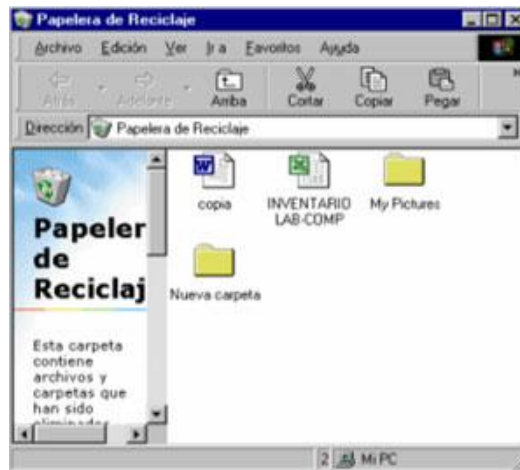 Papelera de Reciclaje
Archivo Edición Ver Ir a Favoritos Ayuda
Atrás Adelante Arriba Cortar Copiar Pegar
Dirección Papelera de Reciclaje
copia
INVENTARIO
LAB-COMP
My Pictures
Nueva carpeta
Papeler
de
Reciclaj
Esta carpeta
contiene
archivos y
carpetas que
han sido
2 Mi PC